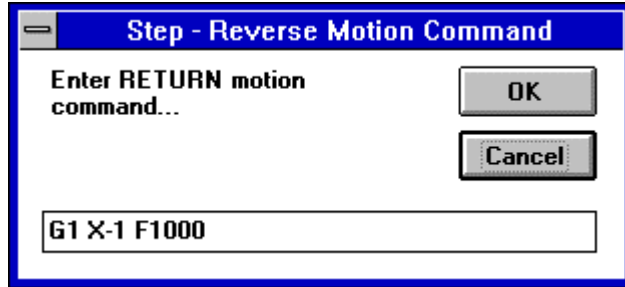 Step - Reverse Motion Command
Enter RETURN motion
command...
OK
Cancel
G1 X-1 F1000